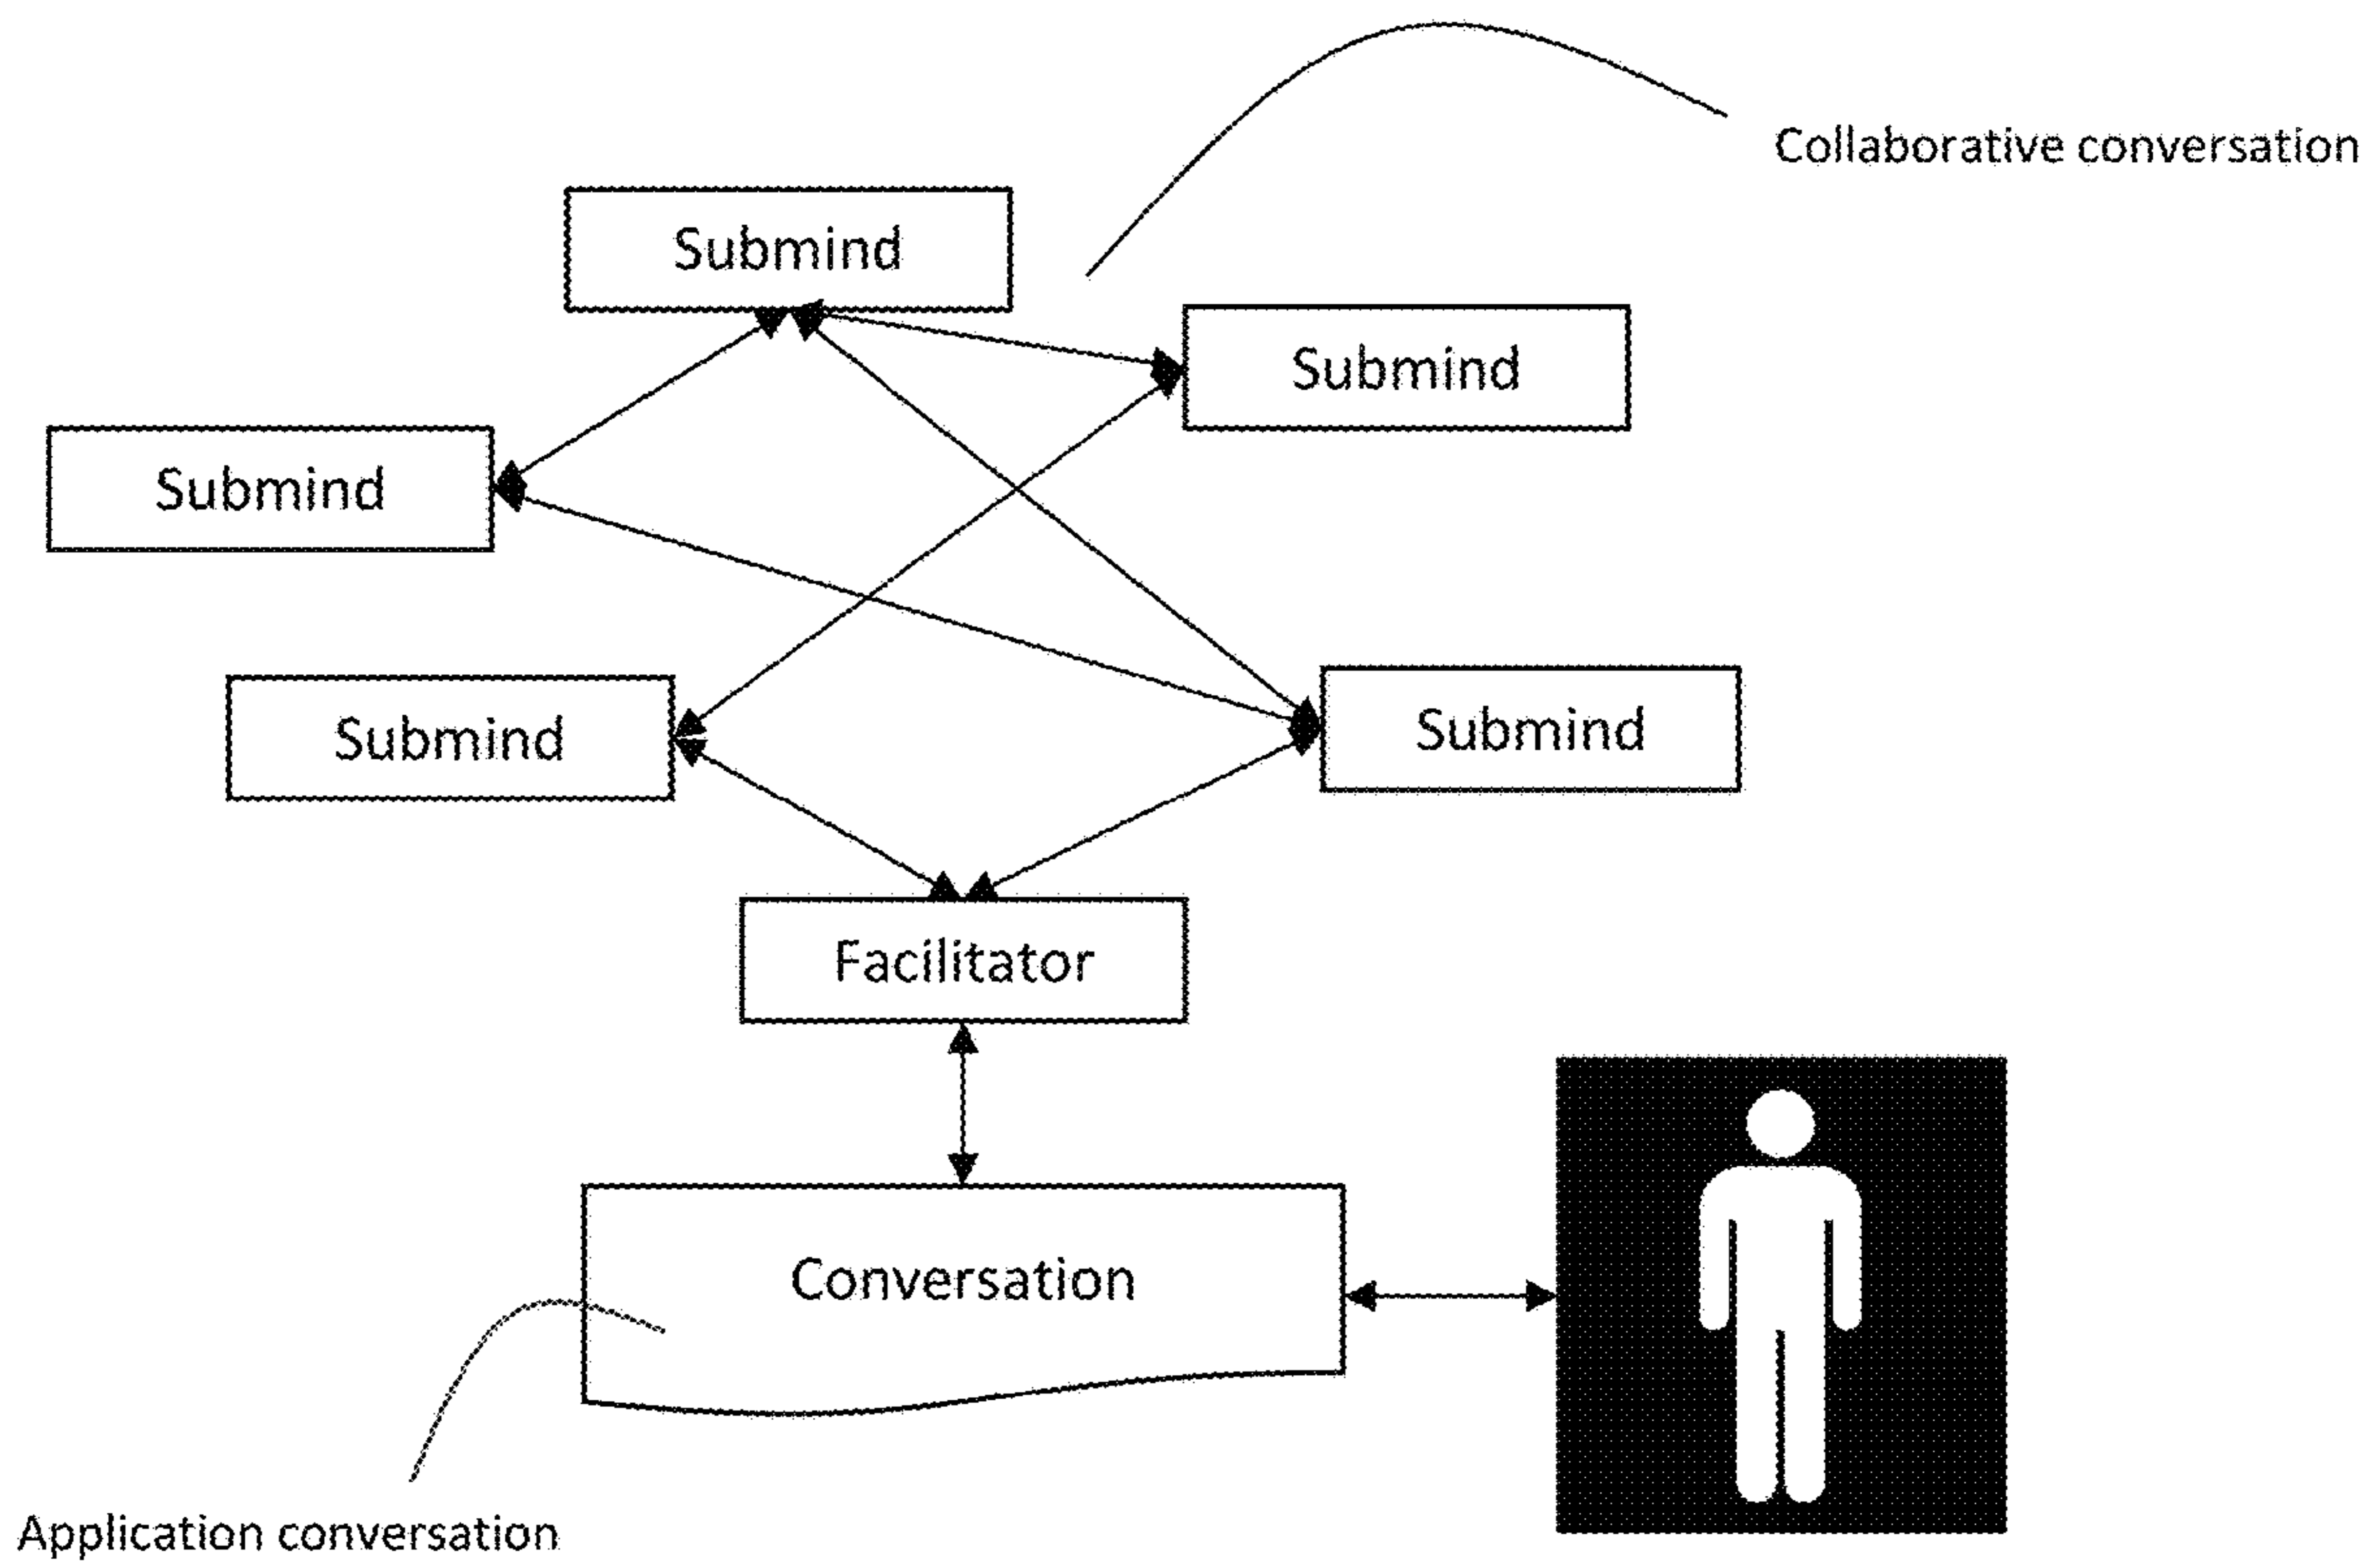 Collaborative conversation
Submind
Submind
Submind
Submind
Submind
Facilitator
Conversation
Application conversation